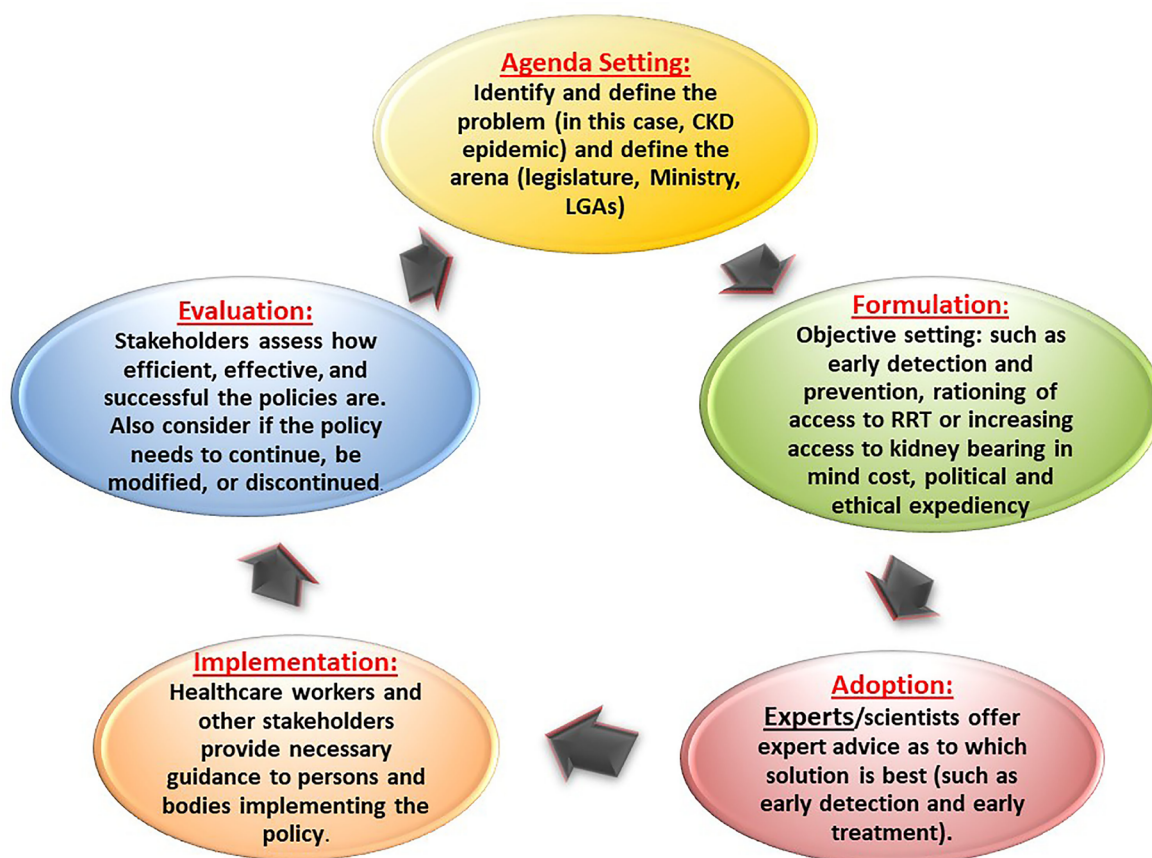 Agenda Setting:
Identify and define the
problem (in this case, CKD
epidemic) and define the
arena (legislature, Ministry,
LGAs)
Formulation:
Objective setting: such as
early detection and
prevention, rationing of
access to RRT or increasing
access to kidney bearing in
mind cost, political and
ethical expediency
Adoption:
Experts/scientists offer
expert advice as to which
solution is best (such as
early detection and early
treatment).
Implementation:
Healthcare workers and
other stakeholders
provide necessary
guidance to persons and
bodies implementing the
policy.
Evaluation:
Stakeholders assess how
efficient, effective, and
successful the policies are.
Also consider if the policy
needs to continue, be
modified, or discontinued.